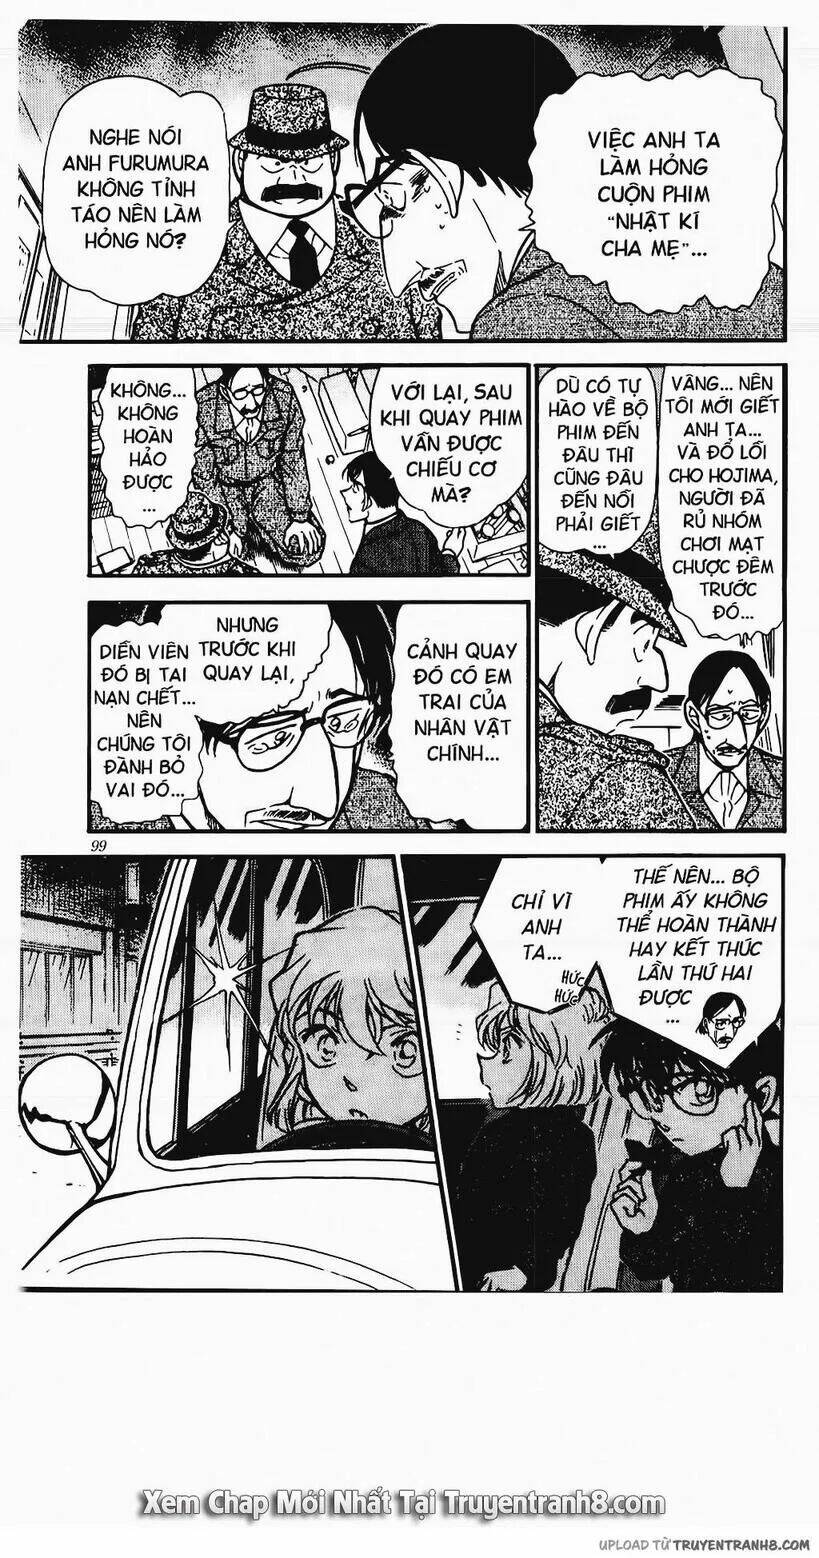 VIỆC ANH TA
LÀM HỎNG
CUỘN PHIM
"NHẬT KÍ
CHA MẸ"...
NGHE NÓI
ANH FURUMURA
KHÔNG TỈNH
TÁO NÊN LÀM
HỎNG NÓ?
VÂNG... NÊN
TÔI MỚI GIẾT
ANH TA...
VÀ ĐỔ LỖI
CHO HOJIMA,
NGƯỜI ĐÃ
RỦ NHÓM
CHƠI MẠT
CHƯỢC ĐÊM
TRƯỚC
ĐÓ...
DÙ CÓ TỰ
HÀO VỀ BỘ
PHIM ĐẾN
ĐÂU THÌ
CŨNG ĐÂU
ĐẾN NỖI
PHẢI GIẾT
...
VỚI LẠI, SAU
KHI QUAY PHIM
VẪN ĐƯỢC
CHIẾU CƠ
MÀ?
KHÔNG...
KHÔNG
HOÀN
HẢO
ĐƯỢC
...
CẢNH QUAY
ĐÓ CÓ EM
TRAI CỦA
NHÂN VẬT
CHÍNH...
NHƯNG
TRƯỚC KHI
QUAY LẠI,
DIỄN VIÊN
ĐÓ BỊ TAI
NẠN CHẾT...
NÊN
CHÚNG TÔI
ĐÀNH BỎ
VAI ĐÓ...
99
THẾ NÊN... BỘ
PHIM ẤY KHÔNG
THỂ HOÀN THÀNH
HAY KẾT THÚC
LẦN THỨ HAI
ĐƯỢC
...
CHỈ VÌ
ANH
TA...
HỨC
HỨC
Xem Chap Mới Nhất Tại Truyentranh8.com
UPLOAD TỪ TRUYENTRANH8.COM